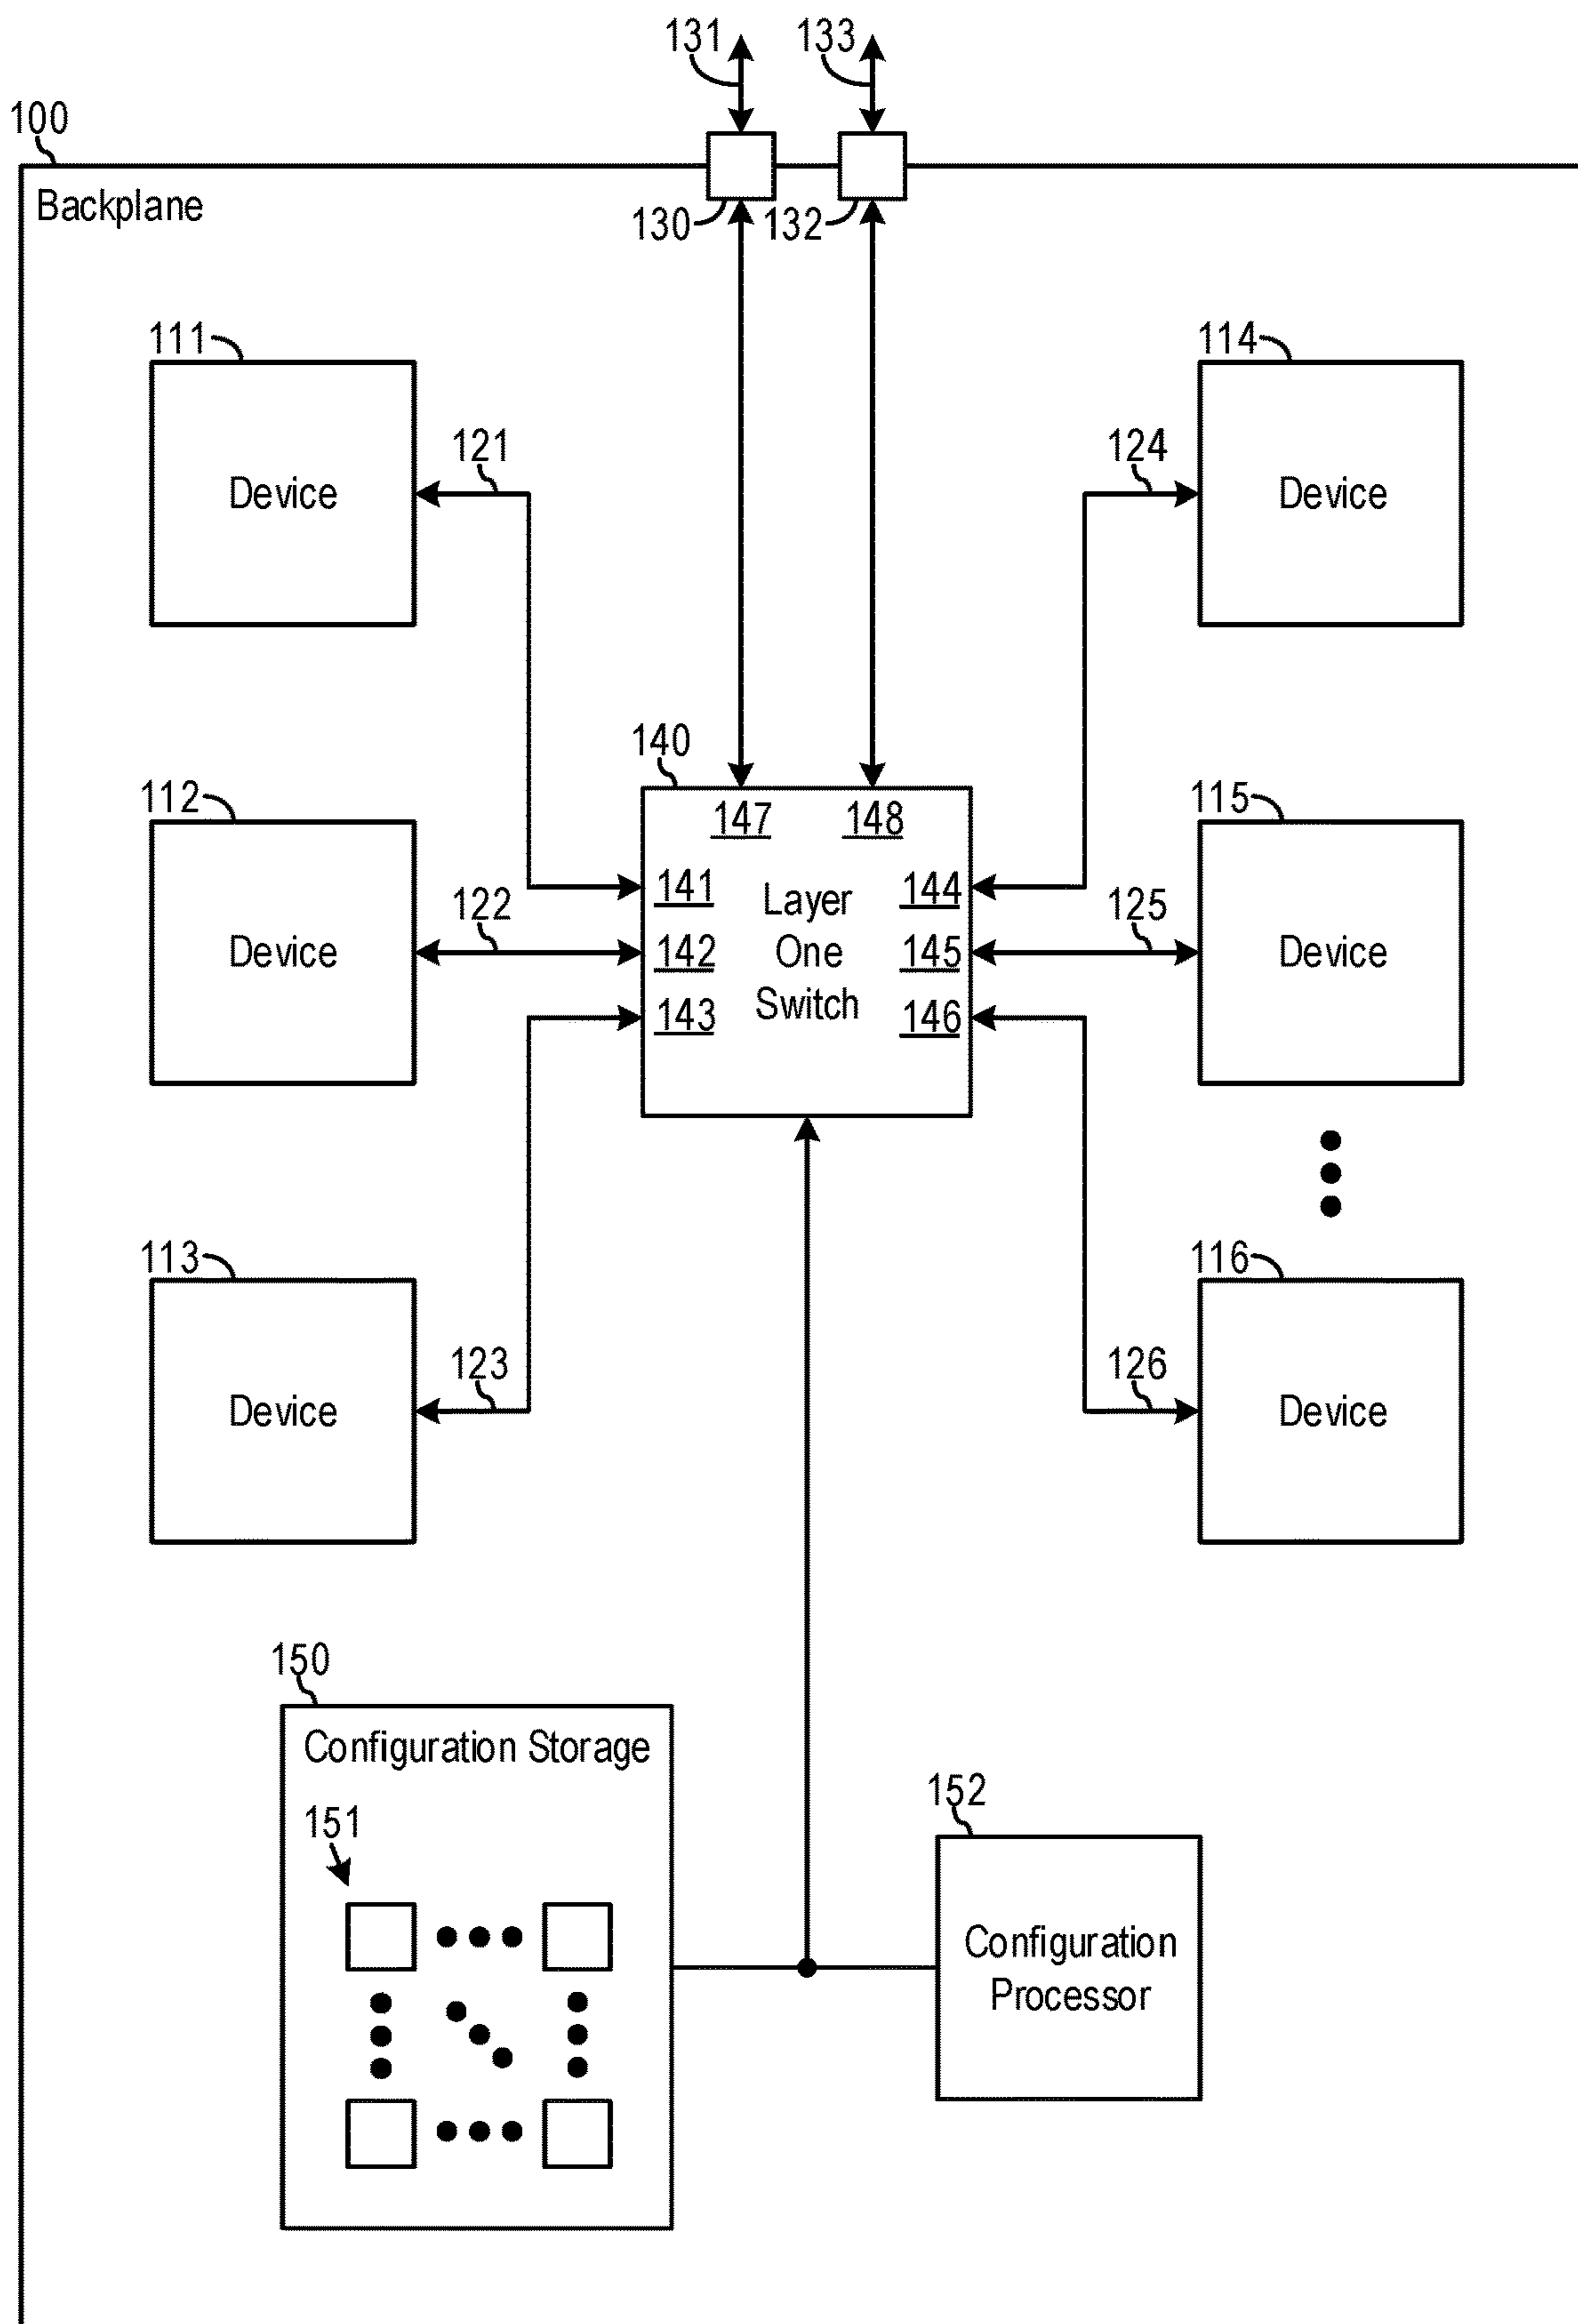 131
133
100
Backplane
130
132
111
114
121
124
Device
Device
140
112
115
147
148
141
Layer
144
122
125
Device
142
One
145
Device
143
Switch
146
113
116
123
126
Device
Device
150
Configuration Storage
152
151
Configuration
Processor